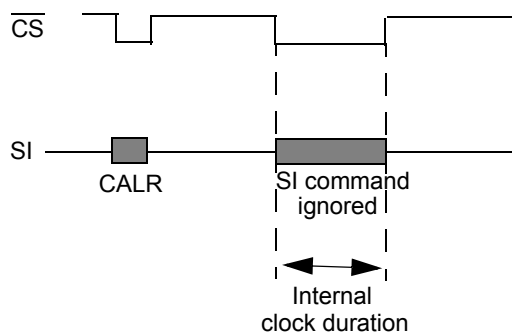 CS
SI
CALR
SI command
ignored
Internal
clock duration